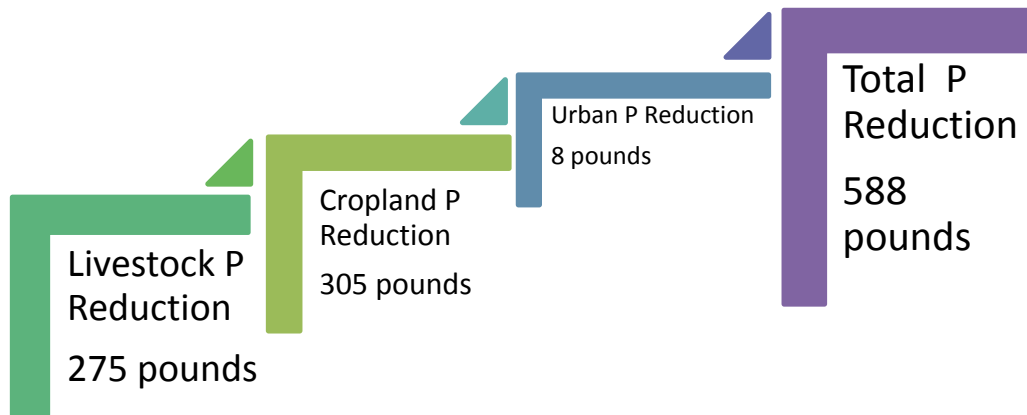 Livestock P
Reduction
275 pounds
Cropland P
Reduction
305 pounds
Urban P Reduction
8 pounds
Total P
Reduction
588
pounds